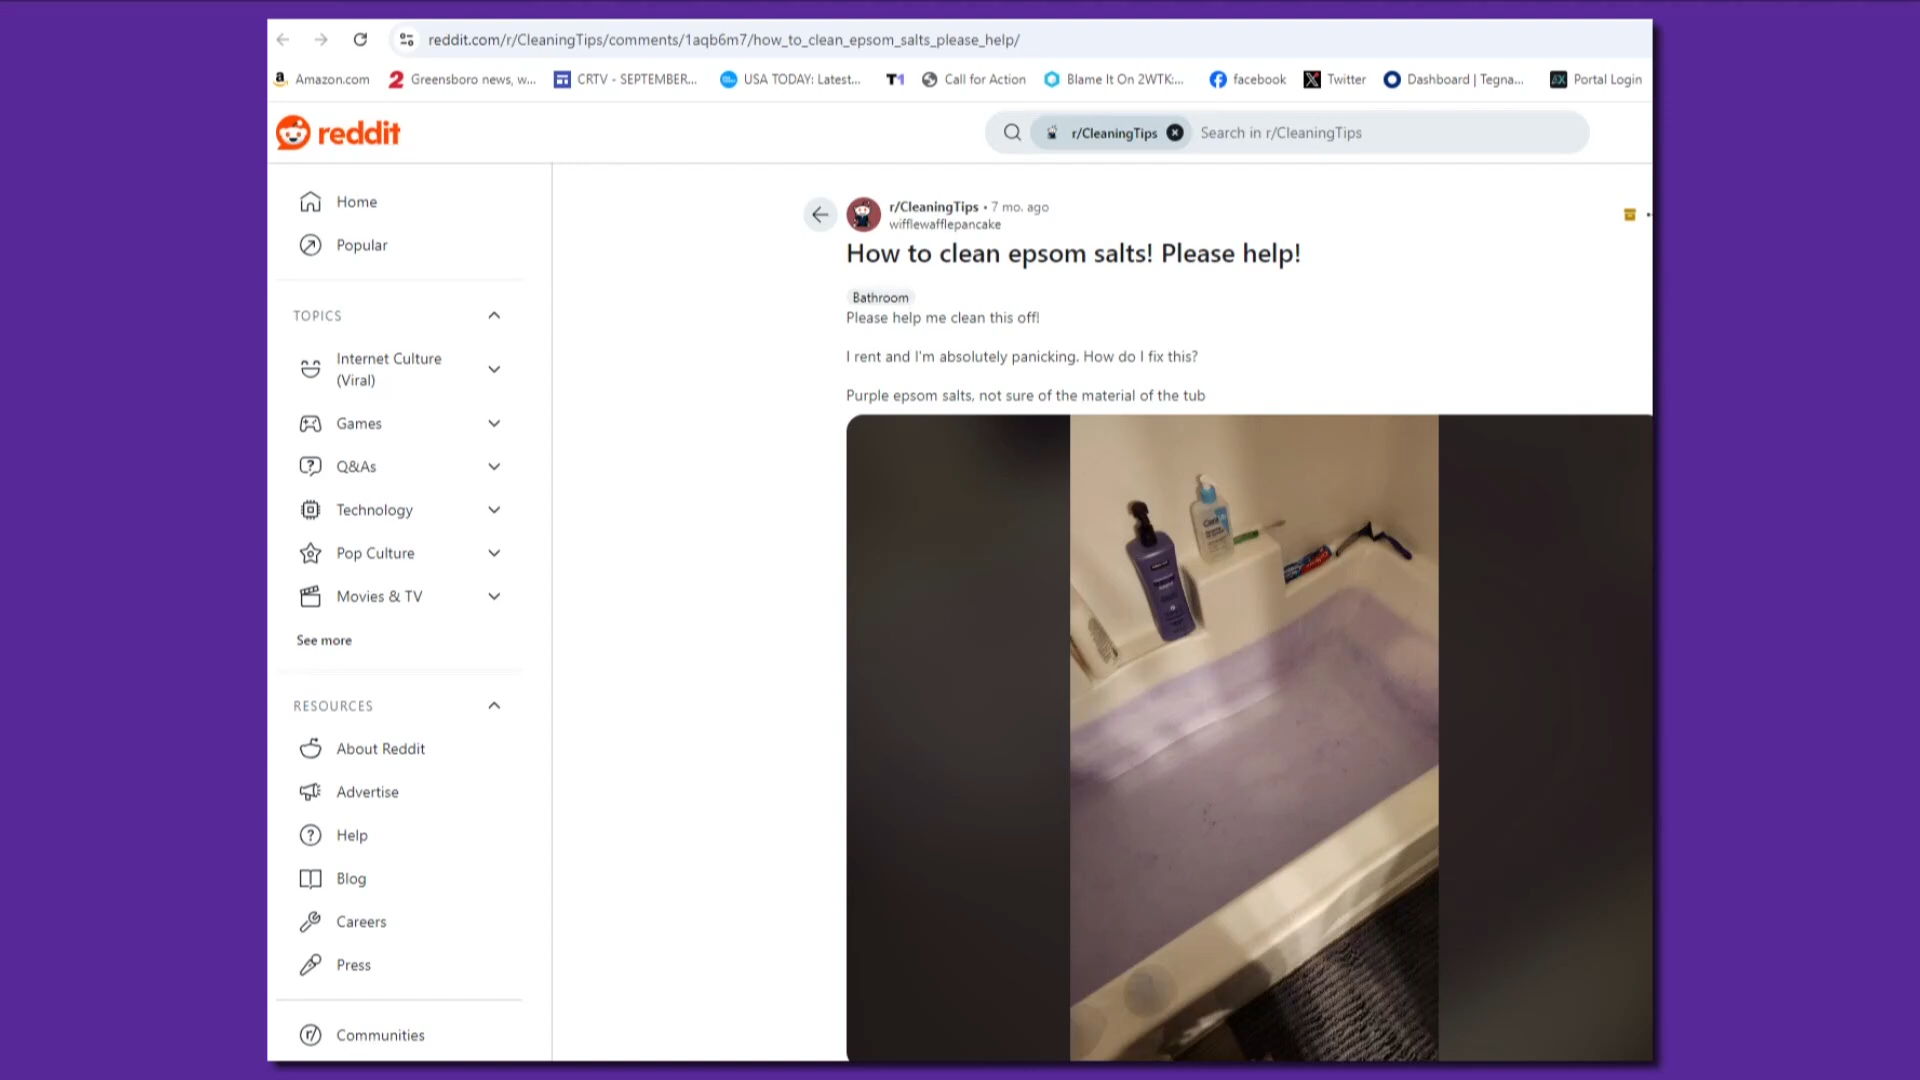 reddit.com/r/CleaningTips/comments/1aqb6m7/how_to_clean_epsom_salts_please_help/
Amazon.com
Greensboro news, w...
CRTV - SEPTEMBER...
USA TODAY: Latest...
T1
Call for Action
Blame It On 2WTK:...
facebook
Twitter
Dashboard | Tegna...
Portal Login
reddit
r/CleaningTips
Search in r/CleaningTips
Home
Popular
TOPICS
Internet Culture
(Viral)
Games
Q&As
Technology
Pop Culture
Movies & TV
See more
RESOURCES
About Reddit
Advertise
Help
Blog
Careers
Press
Communities
r/CleaningTips • 7 mo. ago
wifflewafflepancake
How to clean epsom salts! Please help!
Bathroom
Please help me clean this off!
I rent and I'm absolutely panicking. How do I fix this?
Purple epsom salts, not sure of the material of the tub